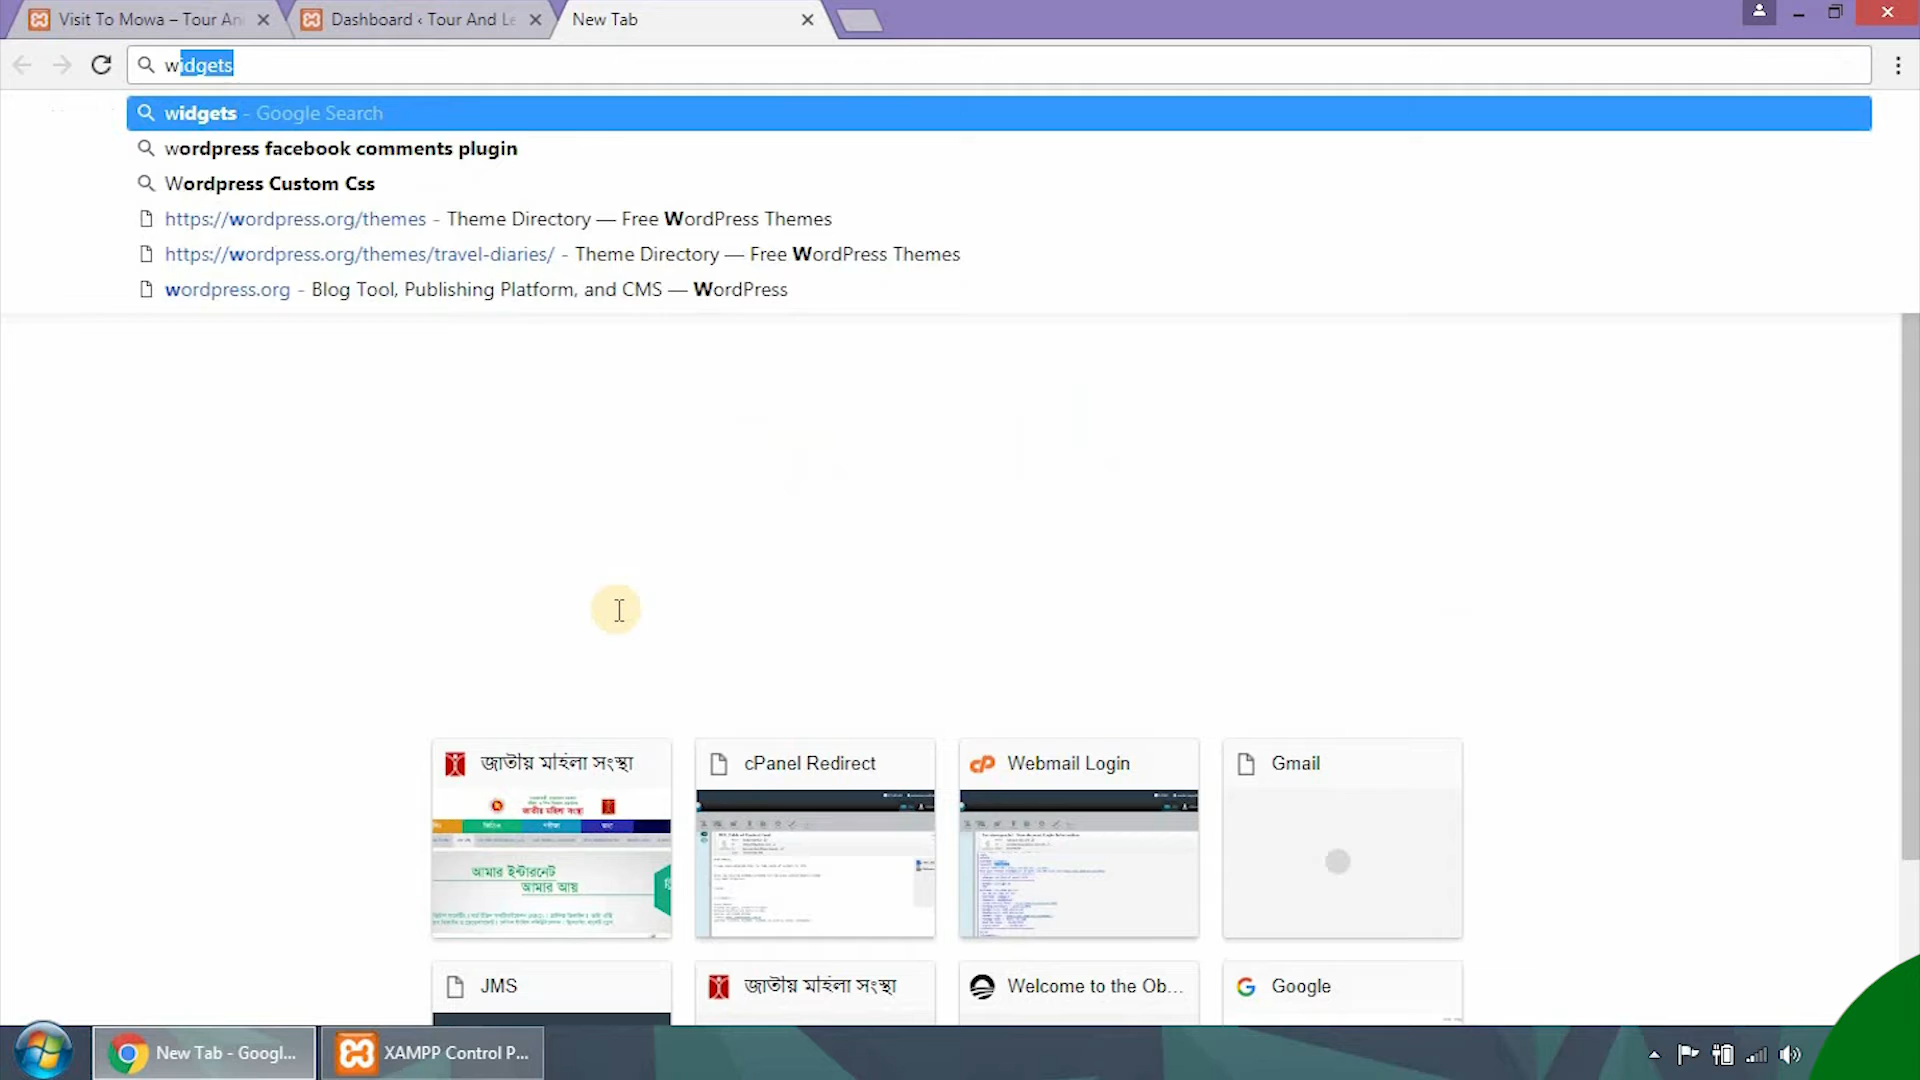 Visit To Mowa – Tour An
Dashboard ‹ Tour And Le
New Tab
widgets
widgets - Google Search
wordpress facebook comments plugin
Wordpress Custom Css
https://wordpress.org/themes - Theme Directory — Free WordPress Themes
https://wordpress.org/themes/travel-diaries/ - Theme Directory — Free WordPress Themes
wordpress.org - Blog Tool, Publishing Platform, and CMS — WordPress
জাতীয় মহিলা সংস্থা
cPanel Redirect
Webmail Login
Gmail
জাতীয় মহিলা সংস্থা
আমার ইন্টারনেট
আমার আয়
JMS
জাতীয় মহিলা সংস্থা
Welcome to the Ob...
Google
New Tab - Googl...
XAMPP Control P...